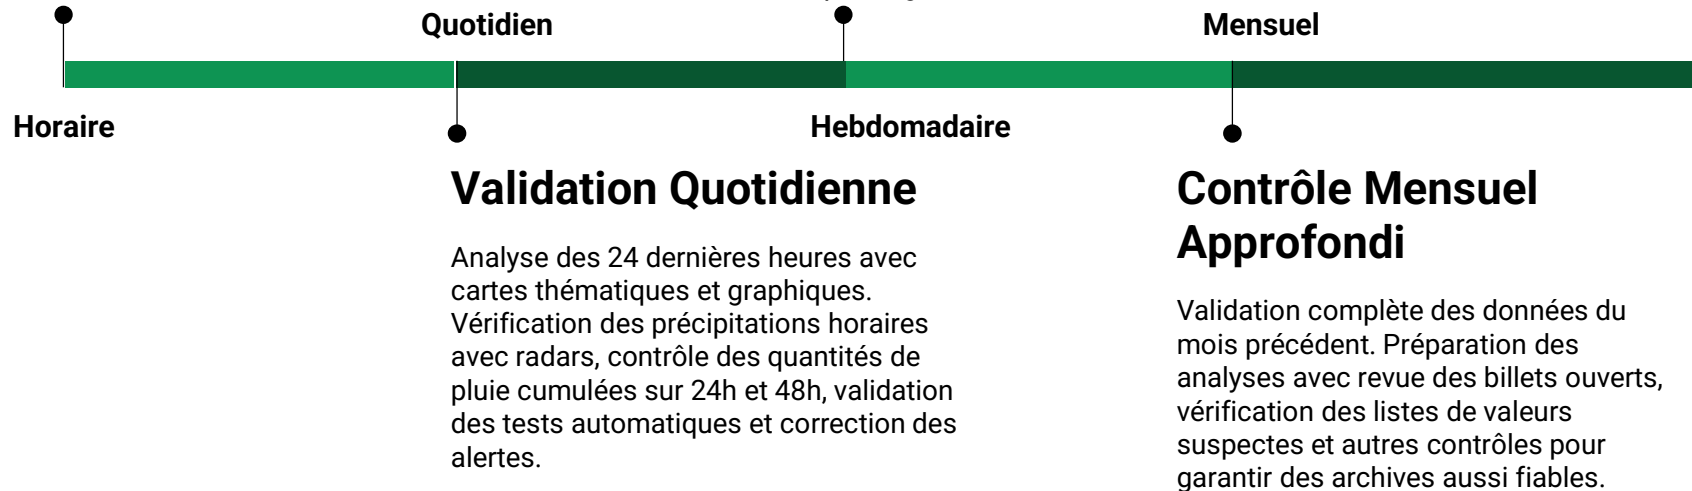 Quotidien
Mensuel
Horaire
Hebdomadaire
Validation Quotidienne
Analyse des 24 dernières heures avec
cartes thématiques et graphiques.
Vérification des précipitations horaires
avec radars, contrôle des quantités de
pluie cumulées sur 24h et 48h, validation
des tests automatiques et correction des
alertes.
Contrôle Mensuel
Approfondi
Validation complète des données du
mois précédent. Préparation des
analyses avec revue des billets ouverts,
vérification des listes de valeurs
suspectes et autres contrôles pour
garantir des archives aussi fiables.